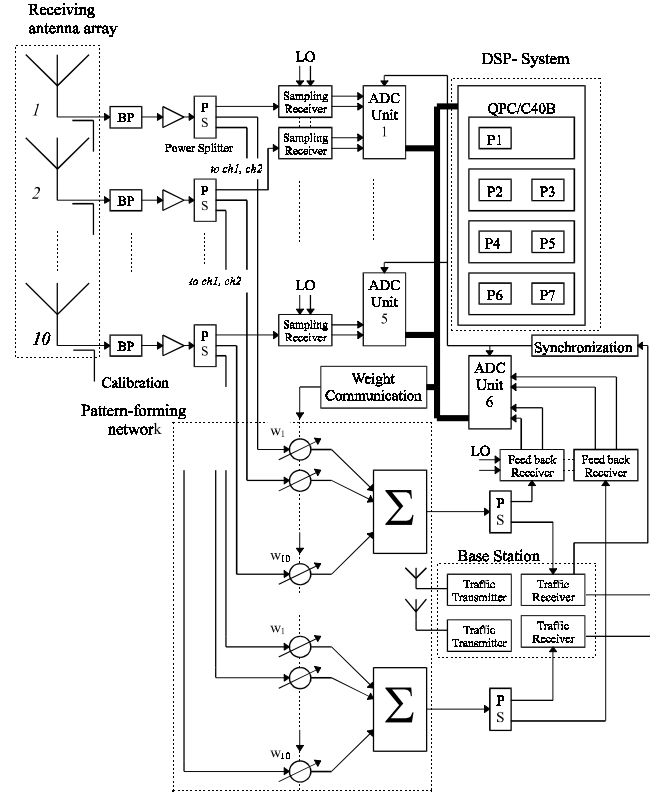 Receiving
antenna array
LO
DSP- System
Sampling
Receiver
ADC
Unit
1
QPC/C40B
1
BP
P
S
P1
Power Splitter
Sampling
Receiver
to ch1, ch2
2
BP
P
S
P2
P3
P4
P5
to ch1, ch2
LO
ADC
Unit
5
P6
P7
10
BP
P
S
Sampling
Receiver
Synchronization
Calibration
Weight
Communication
ADC
Unit
6
Pattern-forming
network
W1
LO
Feed back
Receiver
Feed back
Receiver
Σ
P
S
W10
Base Station
Traffic
Transmitter
Traffic
Receiver
W1
Traffic
Transmitter
Traffic
Receiver
Σ
P
S
W10